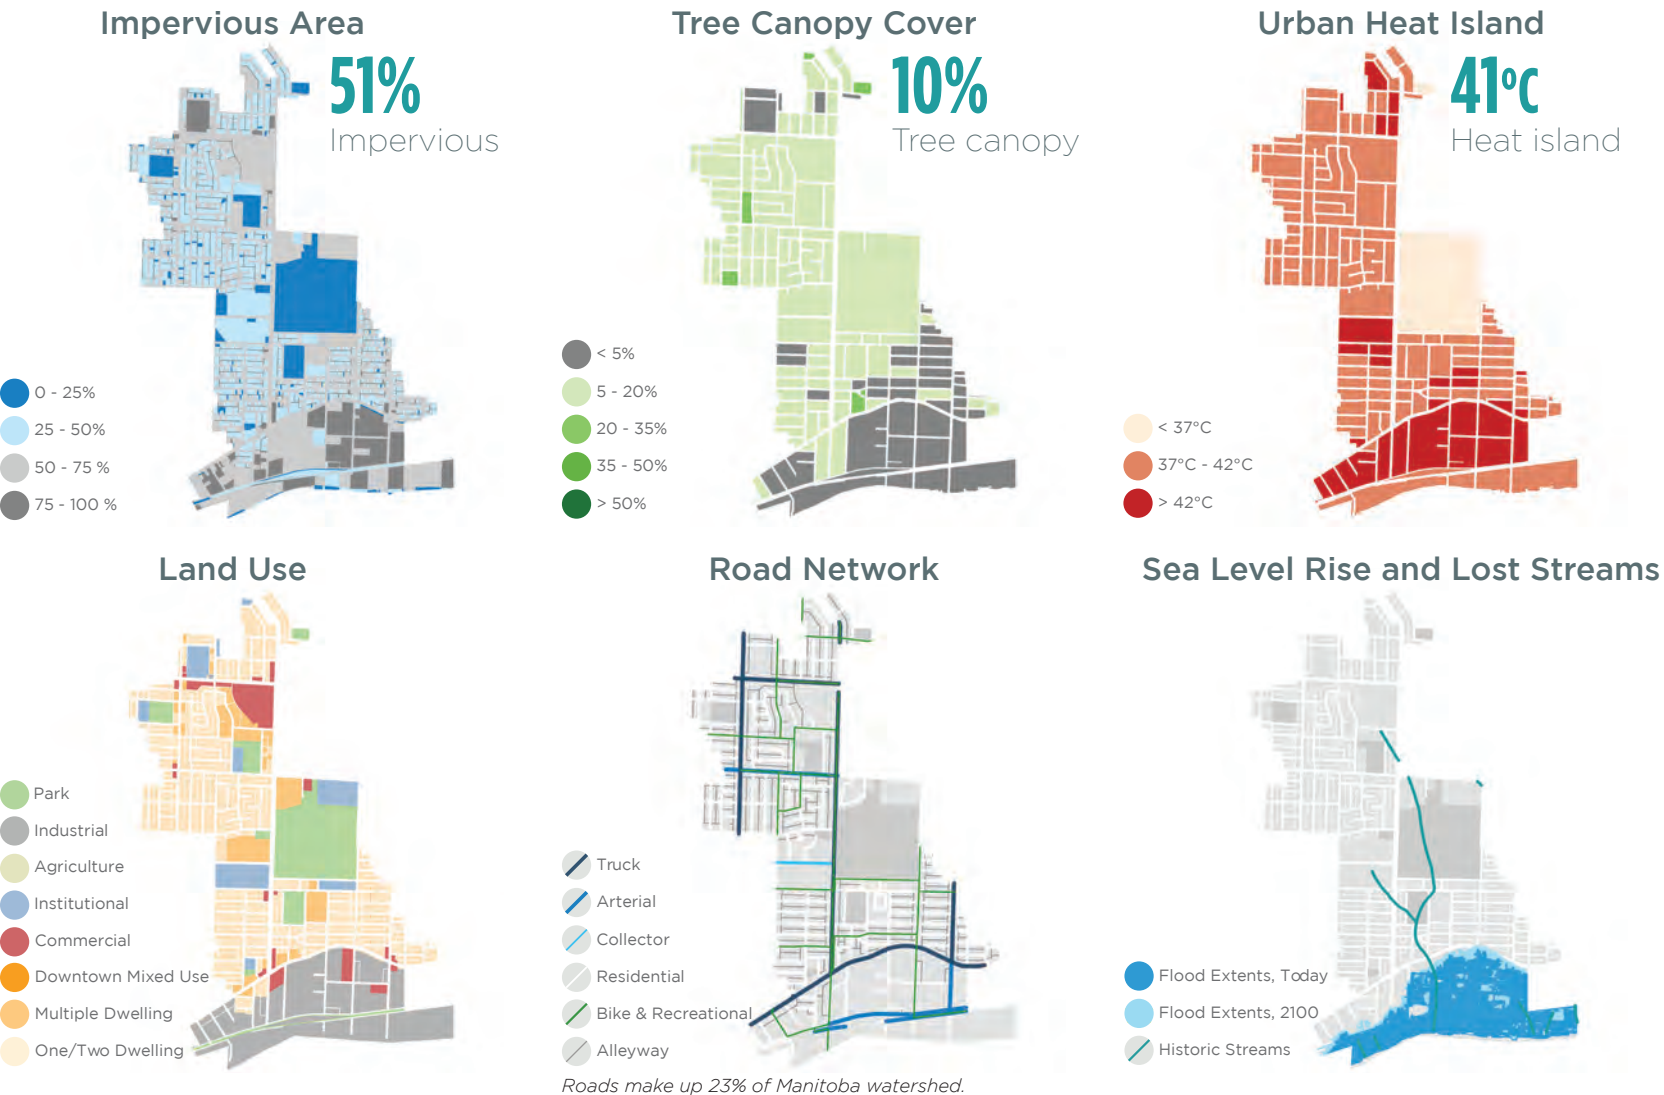 Impervious Area
51%
Impervious
0 - 25%
25 - 50%
50 - 75 %
75 - 100 %
Tree Canopy Cover
10%
Tree canopy
< 5%
5 - 20%
20 - 35%
35 - 50%
> 50%
Urban Heat Island
41°C
Heat island
< 37°C
37°C - 42°C
> 42°C
Land Use
Park
Industrial
Agriculture
Institutional
Commercial
Downtown Mixed Use
Multiple Dwelling
One/Two Dwelling
Road Network
Truck
Arterial
Collector
Residential
Bike & Recreational
Alleyway
Roads make up 23% of Manitoba watershed.
Sea Level Rise and Lost Streams
Flood Extents, Today
Flood Extents, 2100
Historic Streams